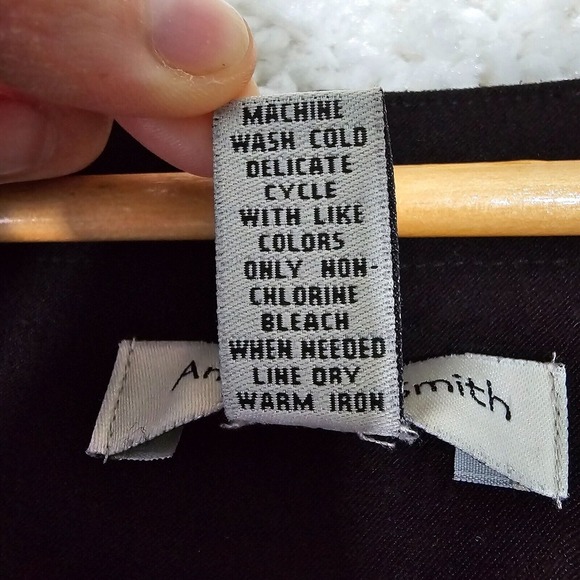 MACHINE
WASH COLD
DELICATE
CYCLE
WITH LIKE
COLORS
ONLY NON-
CHLORINE
BLEACH
WHEN NEEDED
LINE DRY
WARM IRON
An smith